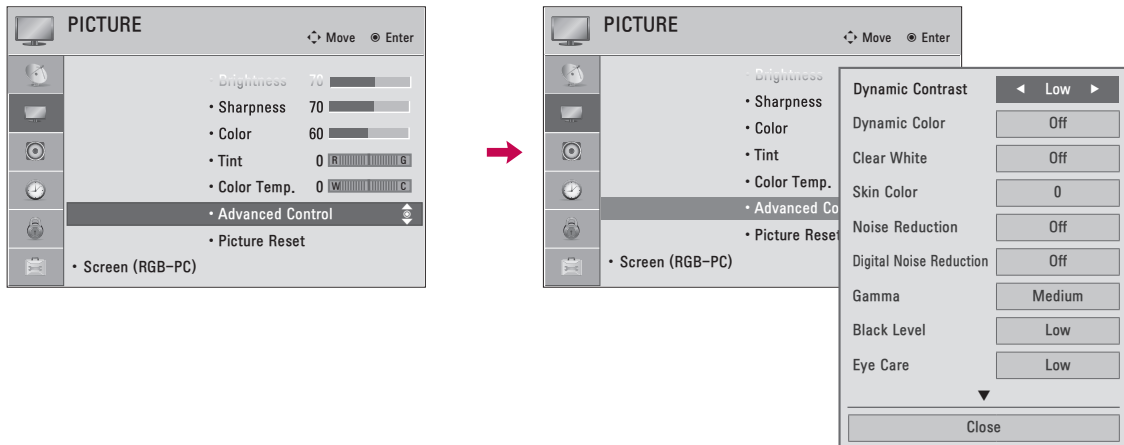 PICTURE
Move Enter
• Brightness 70
• Sharpness 70
• Color 60
• Tint 0 R G
• Color Temp. 0 W C
• Advanced Control
• Picture Reset
• Screen (RGB-PC)
PICTURE
Move Enter
• Brightness
• Sharpness
• Color
• Tint
• Color Temp.
• Advanced Co
• Picture Reset
• Screen (RGB-PC)
Dynamic Contrast ◄ Low ►
Dynamic Color Off
Clear White Off
Skin Color 0
Noise Reduction Off
Digital Noise Reduction Off
Gamma Medium
Black Level Low
Eye Care Low
▼
Close